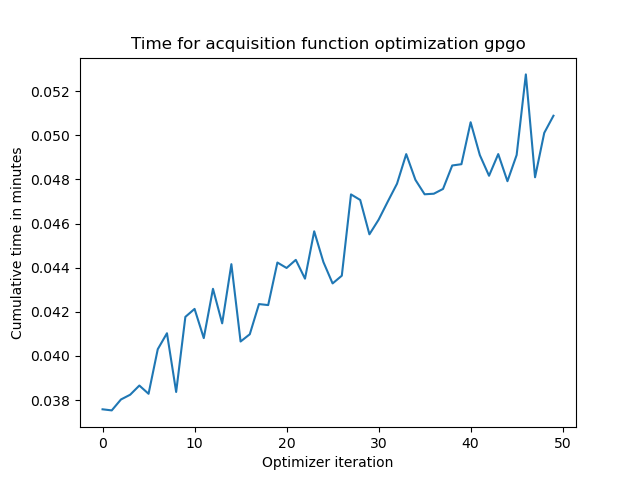 Time for acquisition function optimization gpgo
Cumulative time in minutes
0.052
0.050
0.048
0.046
0.044
0.042
0.040
0.038
0 10 20 30 40 50
Optimizer iteration